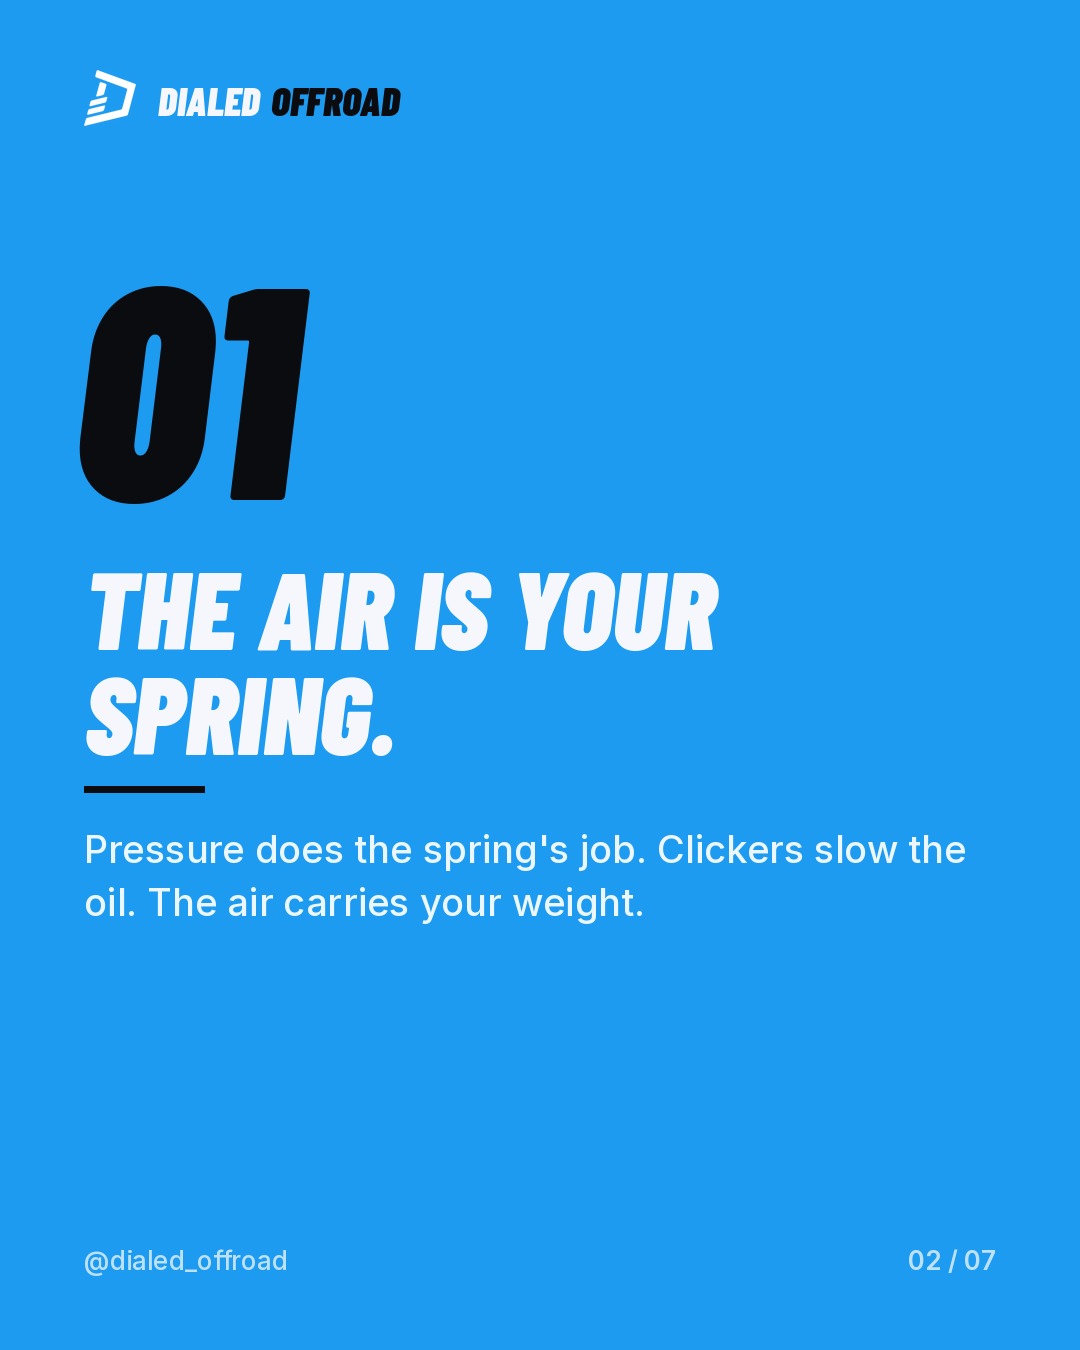 DIALED OFFROAD
01
THE AIR IS YOUR
SPRING.
Pressure does the spring's job. Clickers slow the
oil. The air carries your weight.
@dialed_offroad
02 / 07